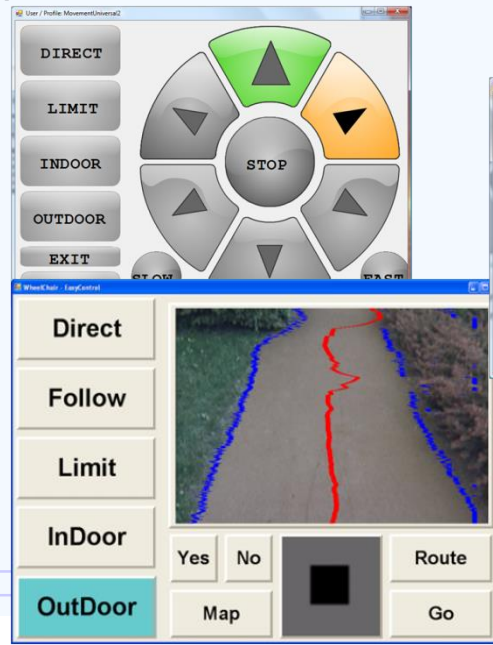 User / Profile: MovementUniversal2
DIRECT
LIMIT
INDOOR
OUTDOOR
EXIT
STOP
SLOW
FAST
WheelChair - EasyControl
Direct
Follow
Limit
InDoor
OutDoor
Yes
No
Map
Route
Go